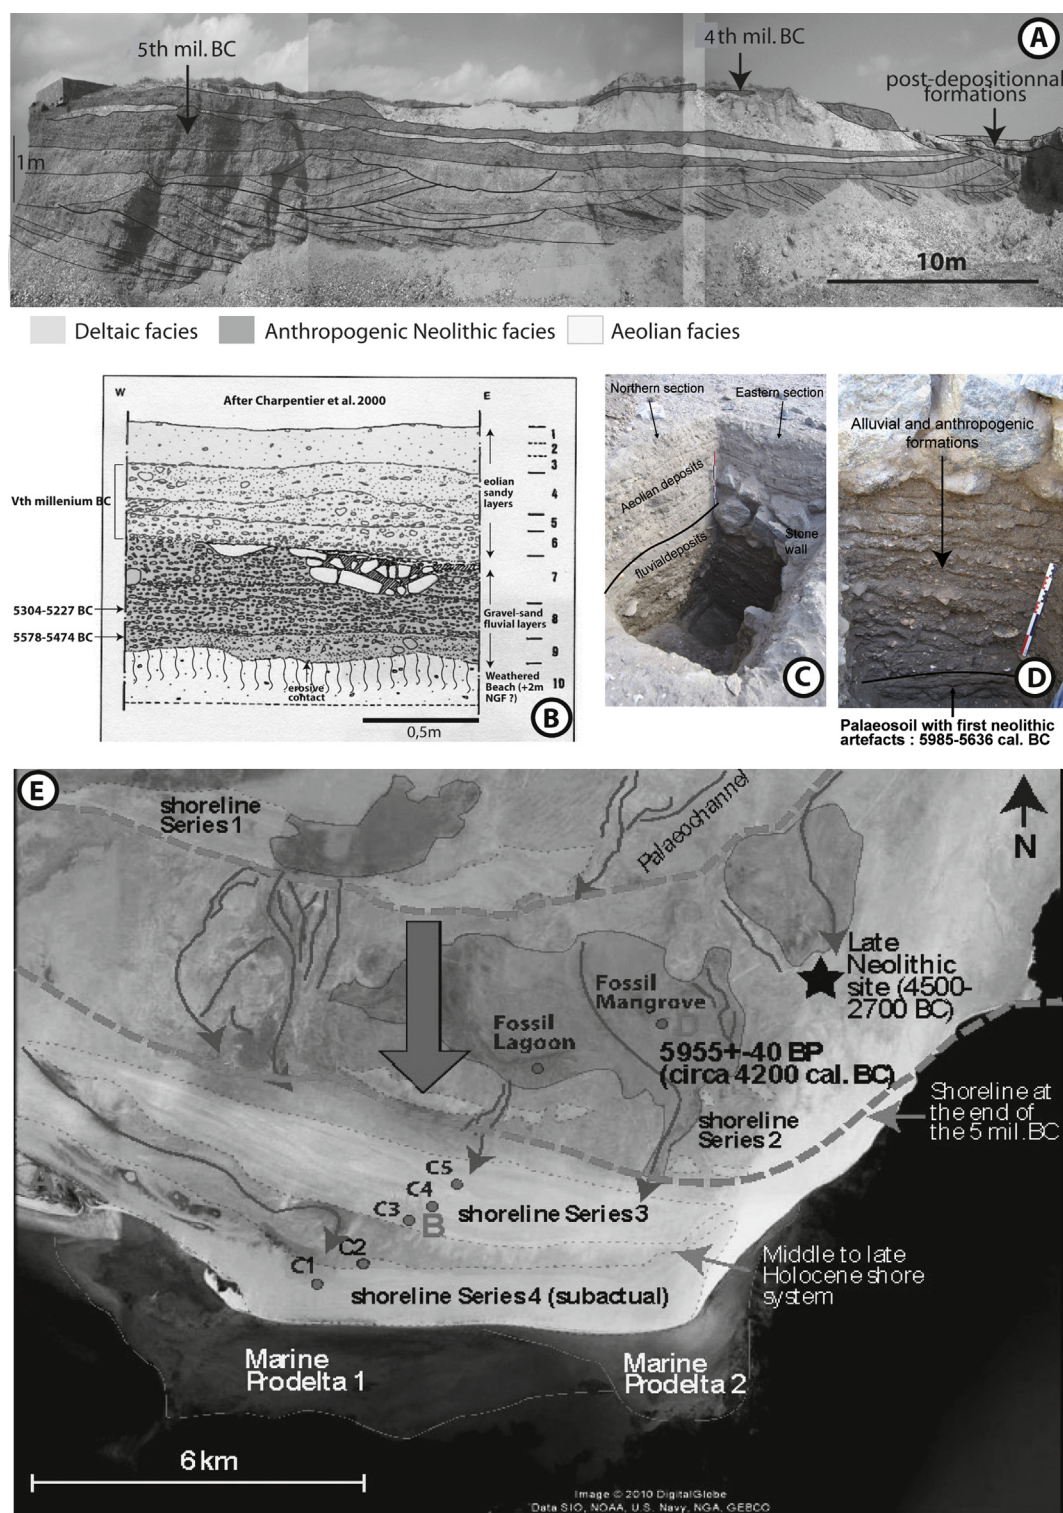 5th mil. BC
4th mil. BC
A
post-depositionnal
formations
1m
10m
Deltaic facies
Anthropogenic Neolithic facies
Aeolian facies
W
After Charpentier et al. 2000
E
1
2
3
4
5
6
7
8
9
10
Vth millenium BC
eolian
sandy
layers
5304-5227 BC
5578-5474 BC
Gravel-sand
fluvial layers
erosive
contact
Weathered
Beach (+2m
NGF ?)
0,5m
B
Northern section
Eastern section
Aeolian deposits
fluvialdeposits
Stone
wall
C
Alluvial and anthropogenic
formations
D
Palaeosoil with first neolithic
artefacts : 5985-5636 cal. BC
E
shoreline
Series 1
Palaeochannel
N
Late
Neolithic
site (4500-
2700 BC)
Fossil
Mangrove
D
Fossil
Lagoon
5955+-40 BP
(circa 4200 cal. BC)
shoreline
Series 2
Shoreline at
the end of
the 5 mil. BC
C5
C4
C3
B
shoreline Series 3
C2
C1
Middle to late
Holocene shore
system
shoreline Series 4 (subactual)
Marine
Prodelta 1
Marine
Prodelta 2
6 km
Image © 2010 DigitalGlobe
Data SIO, NOAA, U.S. Navy, NGA, GEBCO